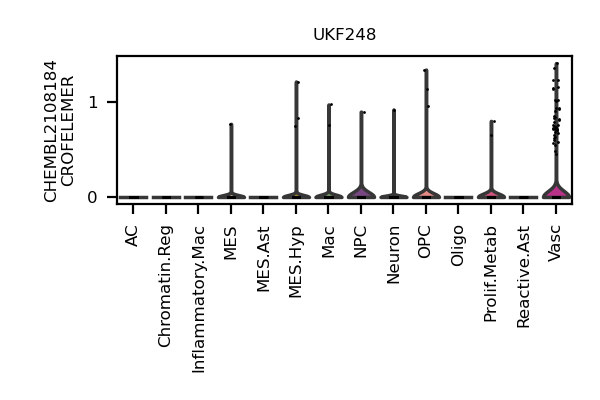 UKF248
CHEMBL2108184
CROFELEMER
1
0
AC
Chromatin.Reg
Inflammatory.Mac
MES
MES.Ast
MES.Hyp
Mac
NPC
Neuron
OPC
Oligo
Prolif.Metab
Reactive.Ast
Vasc